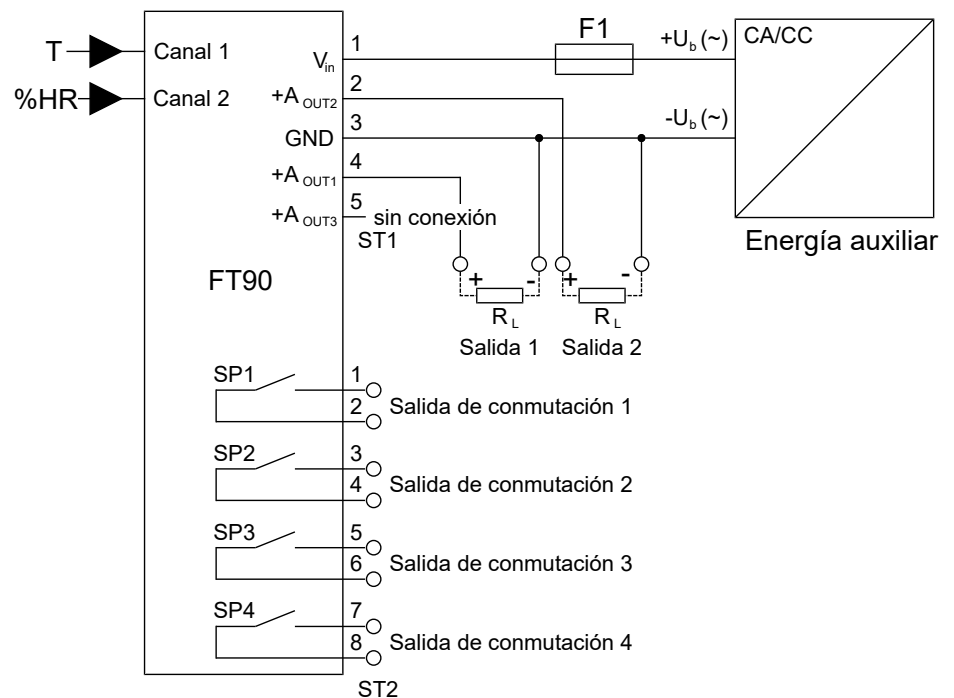 T
Canal 1
%HR
Canal 2
FT90
Vin
1
+A OUT2
2
GND
3
+A OUT1
4
+A OUT3
5
sin conexión
ST1
F1
+Ub (~)
-Ub (~)
CA/CC
Energía auxiliar
+ -
+ -
RL
RL
Salida 1
Salida 2
SP1
1
2
Salida de conmutación 1
SP2
3
4
Salida de conmutación 2
SP3
5
6
Salida de conmutación 3
SP4
7
8
Salida de conmutación 4
ST2